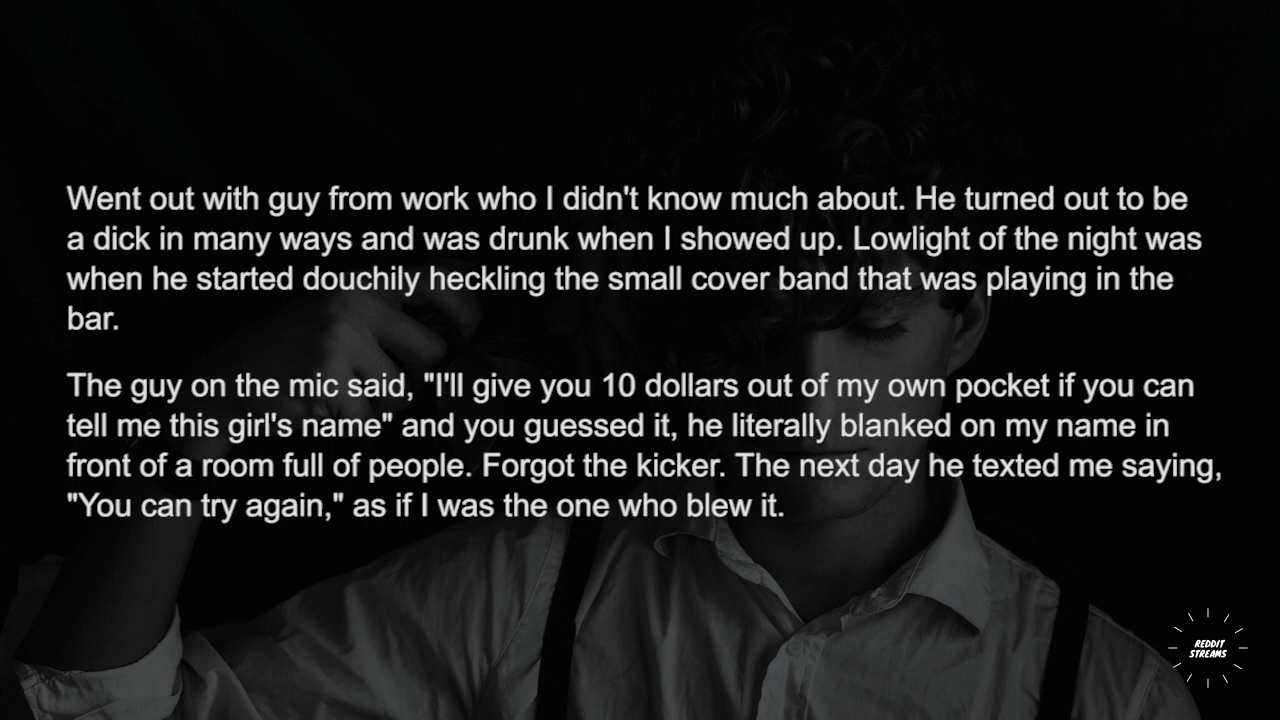 Went out with guy from work who I didn't know much about. He turned out to be
a dick in many ways and was drunk when I showed up. Lowlight of the night was
when he started douchily heckling the small cover band that was playing in the
bar.
The guy on the mic said, "I'll give you 10 dollars out of my own pocket if you can
tell me this girl's name" and you guessed it, he literally blanked on my name in
front of a room full of people. Forgot the kicker. The next day he texted me saying,
"You can try again," as if I was the one who blew it.
REDDIT
STREAMS